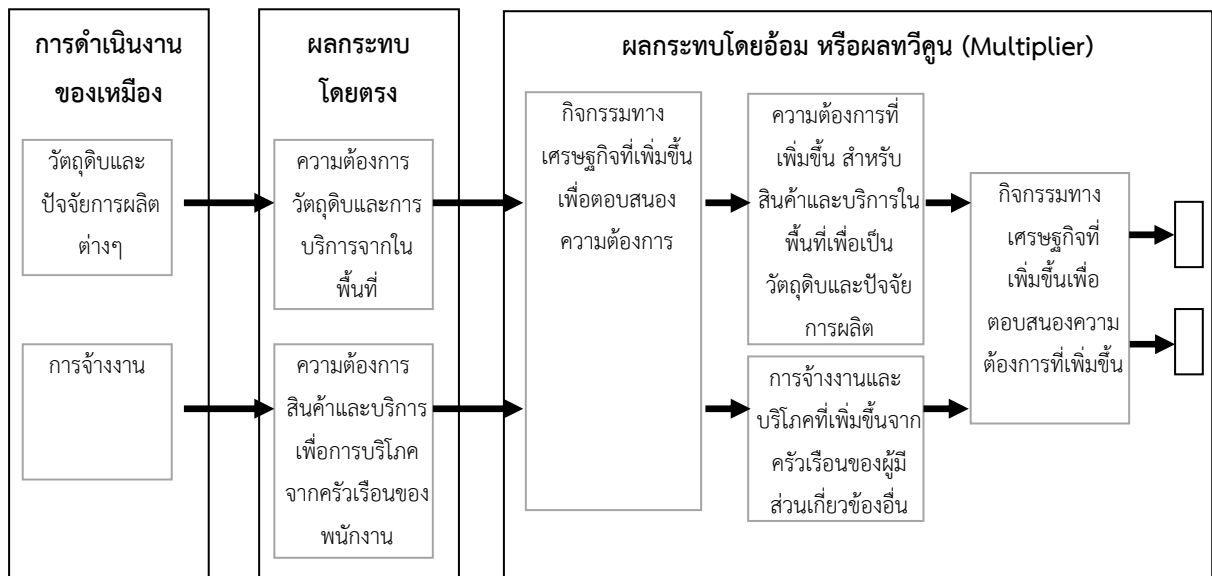 การดำเนินงาน
ของเหมือง
วัตถุดิบและ
ปัจจัยการผลิต
ต่างๆ
การจ้างงาน
ผลกระทบ
โดยตรง
ความต้องการ
วัตถุดิบและการ
บริการจากใน
พื้นที่
ความต้องการ
สินค้าและบริการ
เพื่อการบริโภค
จากครัวเรือนของ
พนักงาน
ผลกระทบโดยอ้อม หรือผลทวีคูน (Multiplier)
กิจกรรมทาง
เศรษฐกิจที่เพิ่มขึ้น
เพื่อตอบสนอง
ความต้องการ
ความต้องการที่
เพิ่มขึ้น สำหรับ
สินค้าและบริการใน
พื้นที่เพื่อเป็น
วัตถุดิบและปัจจัย
การผลิต
การจ้างงานและ
บริโภคที่เพิ่มขึ้นจาก
ครัวเรือนของผู้มี
ส่วนเกี่ยวข้องอื่น
กิจกรรมทาง
เศรษฐกิจที่
เพิ่มขึ้นเพื่อ
ตอบสนองความ
ต้องการที่เพิ่มขึ้น